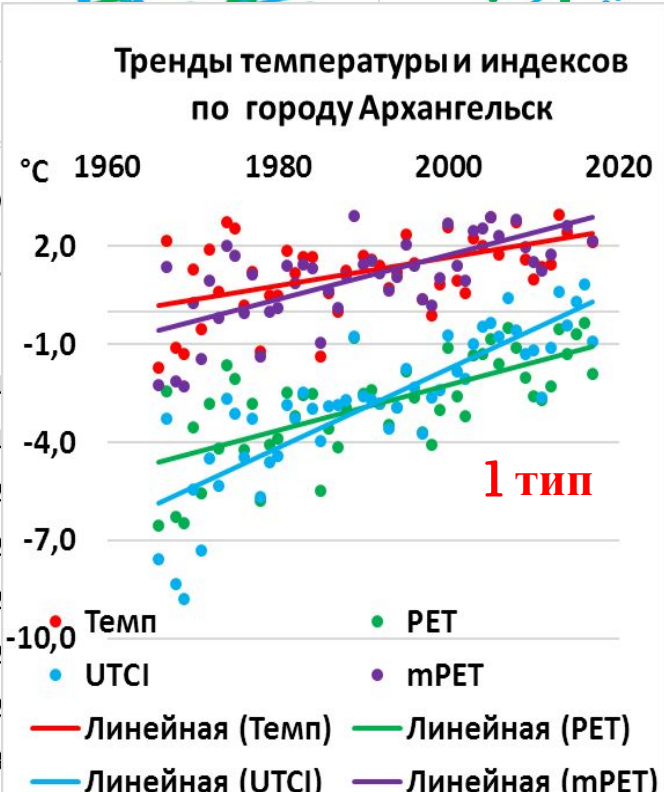 Тренды температуры и индексов
по городу Архангельск
°C 1960 1980 2000 2020
2,0
-1,0
-4,0
1 тип
-7,0
-10,0
Темп PET
UTCI mPET
Линейная (Темп) Линейная (PET)
Линейная (UTCI) Линейная (mPET)